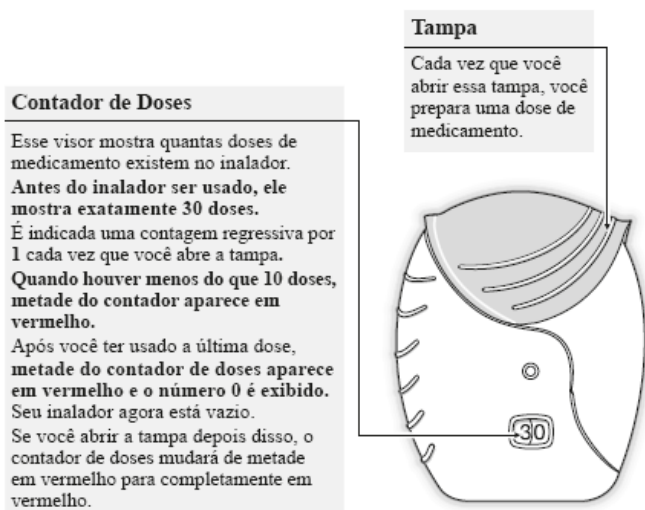 Tampa
Cada vez que você
abrir essa tampa, você
prepara uma dose de
medicamento.
Contador de Doses
Esse visor mostra quantas doses de
medicamento existem no inalador.
Antes do inalador ser usado, ele
mostra exatamente 30 doses.
É indicada uma contagem regressiva por
1 cada vez que você abre a tampa.
Quando houver menos do que 10 doses,
metade do contador aparece em
vermelho.
Após você ter usado a última dose,
metade do contador de doses aparece
em vermelho e o número 0 é exibido.
Seu inalador agora está vazio.
Se você abrir a tampa depois disso, o
contador de doses mudará de metade
em vermelho para completamente em
vermelho.
30